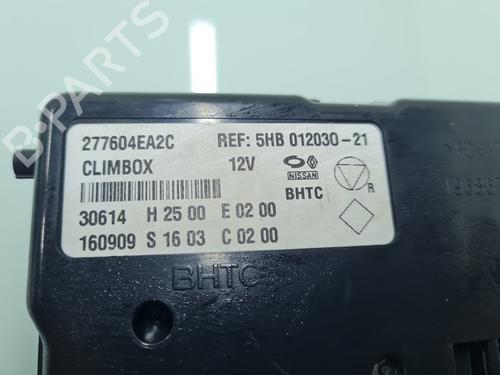 277604EA2C REF: 5HB 012030-21
CLIMBOX 12V
NISSAN
BHTC
R
30614 H 25 00 E 02 00
160909 S 16 03 C 02 00
BHTC
B-PARTS